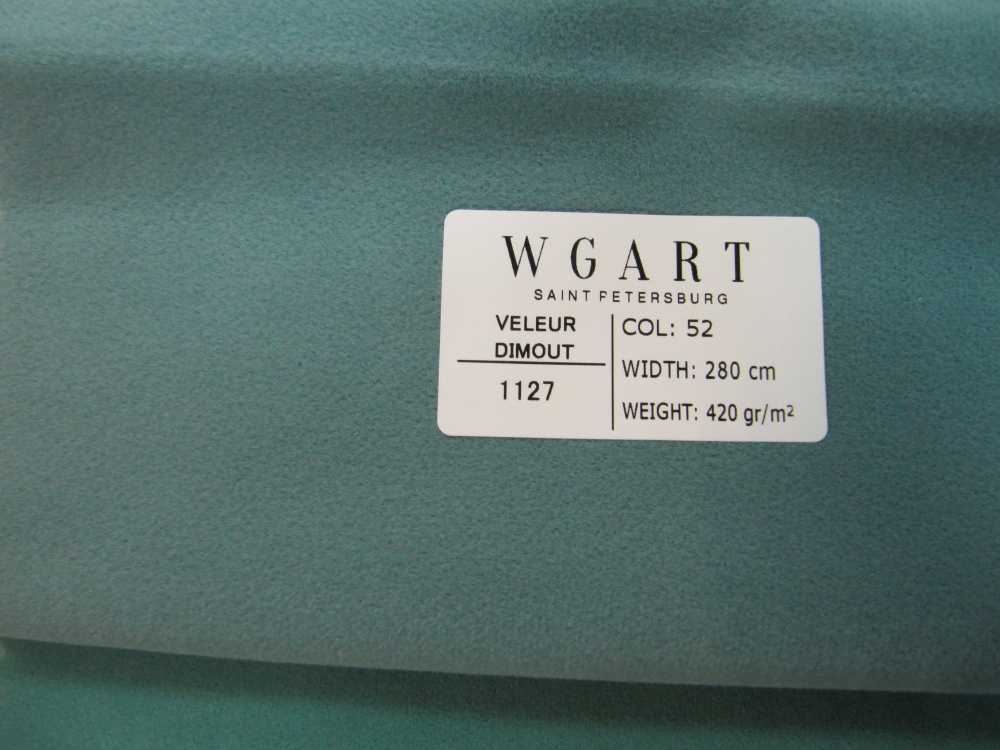 WGART
SAINT PETERSBURG
VELEUR
DIMOUT
1127
COL: 52
WIDTH: 280 cm
WEIGHT: 420 gr/m²